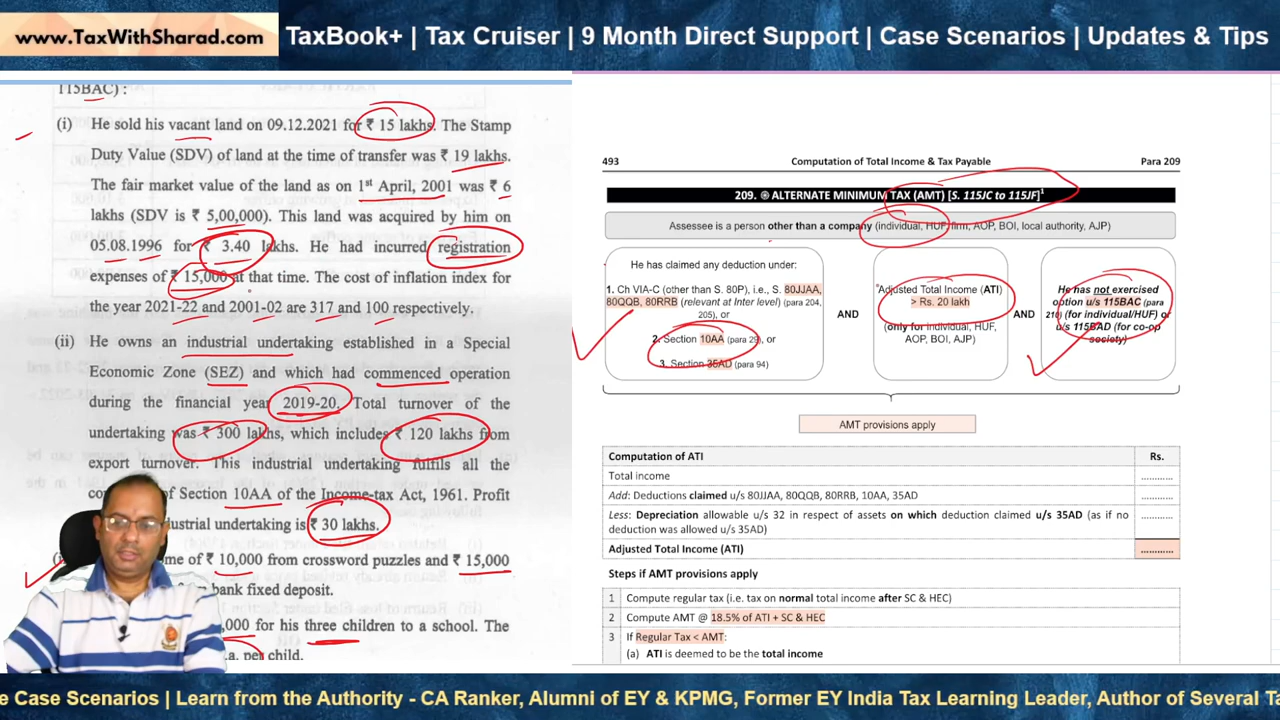 www.TaxWithSharad.com
TaxBook+ | Tax Cruiser | 9 Month Direct Support | Case Scenarios | Updates & Tips
115BAC) :
(i) He sold his vacant land on 09.12.2021 for ₹ 15 lakhs. The Stamp
Duty Value (SDV) of land at the time of transfer was ₹ 19 lakhs.
The fair market value of the land as on 1st April, 2001 was ₹ 6
lakhs (SDV is ₹ 5,00,000). This land was acquired by him on
05.08.1996 for ₹ 3.40 lakhs. He had incurred registration
expenses of ₹ 15,000 at that time. The cost of inflation index for
the year 2021-22 and 2001-02 are 317 and 100 respectively.
(ii) He owns an industrial undertaking established in a Special
Economic Zone (SEZ) and which had commenced operation
during the financial year 2019-20. Total turnover of the
undertaking was ₹ 300 lakhs, which includes ₹ 120 lakhs from
export turnover. This industrial undertaking fulfils all the
of Section 10AA of the Income-tax Act, 1961. Profit
industrial undertaking is ₹ 30 lakhs.
me of ₹ 10,000 from crossword puzzles and ₹ 15,000
bank fixed deposit.
,000 for his three children to a school. The
.a. per child.
493 Computation of Total Income & Tax Payable Para 209
209. ALTERNATE MINIMUM TAX (AMT) [S. 115JC to 115JF]1
Assessee is a person other than a company (individual, HUF, firm, AOP, BOI, local authority, AJP)
He has claimed any deduction under:
1. Ch VIA-C (other than S. 80P), i.e., S. 80JJAA,
80QQB, 80RRB (relevant at Inter level) (para 204,
205), or
2. Section 10AA (para 29), or
3. Section 35AD (para 94)
AND
Adjusted Total Income (ATI)
> Rs. 20 lakh
(only for individual, HUF,
AOP, BOI, AJP)
AND
He has not exercised
option u/s 115BAC (para
210) (for individual/HUF) or
u/s 115BAD (for co-op
society)
AMT provisions apply
Computation of ATI Rs.
Total income ............
Add: Deductions claimed u/s 80JJAA, 80QQB, 80RRB, 10AA, 35AD ............
Less: Depreciation allowable u/s 32 in respect of assets on which deduction claimed u/s 35AD (as if no ............
deduction was allowed u/s 35AD)
Adjusted Total Income (ATI) ............
Steps if AMT provisions apply
1 Compute regular tax (i.e. tax on normal total income after SC & HEC)
2 Compute AMT @ 18.5% of ATI + SC & HEC
3 If Regular Tax < AMT:
(a) ATI is deemed to be the total income
e Case Scenarios | Learn from the Authority - CA Ranker, Alumni of EY & KPMG, Former EY India Tax Learning Leader, Author of Several Ta